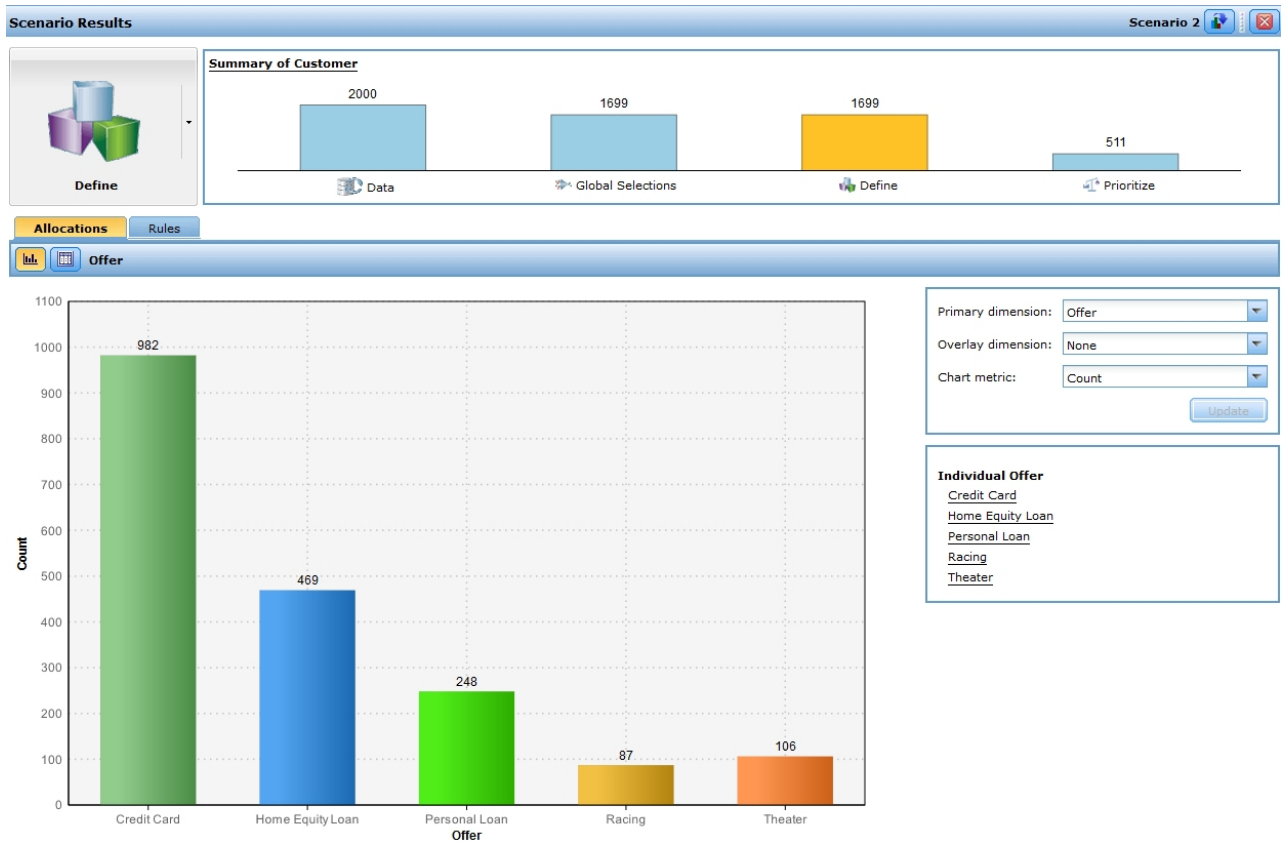 Scenario Results
Scenario 2
Define
Summary of Customer
2000
1699
1699
511
Data
Global Selections
Define
Prioritize
Allocations
Rules
Offer
1100
1000
900
800
700
600
500
400
300
200
100
0
Count
982
469
248
87
106
Credit Card
Home Equity Loan
Personal Loan
Racing
Theater
Offer
Primary dimension: Offer
Overlay dimension: None
Chart metric: Count
Update
Individual Offer
Credit Card
Home Equity Loan
Personal Loan
Racing
Theater